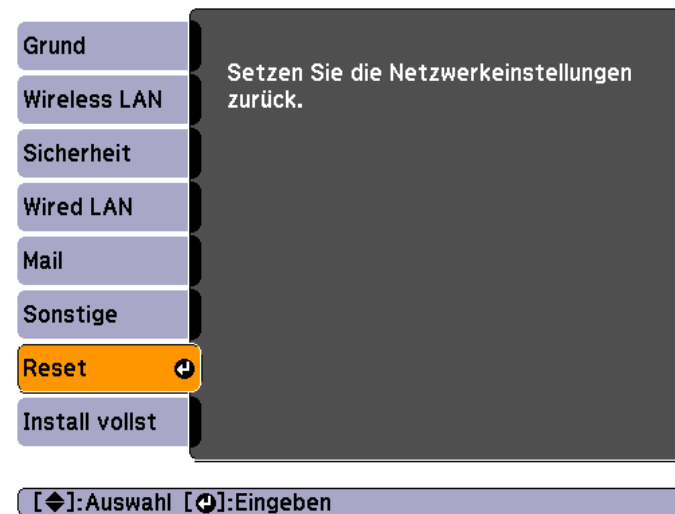 Grund
Wireless LAN
Sicherheit
Wired LAN
Mail
Sonstige
Reset
Install vollst
Setzen Sie die Netzwerkeinstellungen
zurück.
[◆]:Auswahl [⏎]:Eingeben